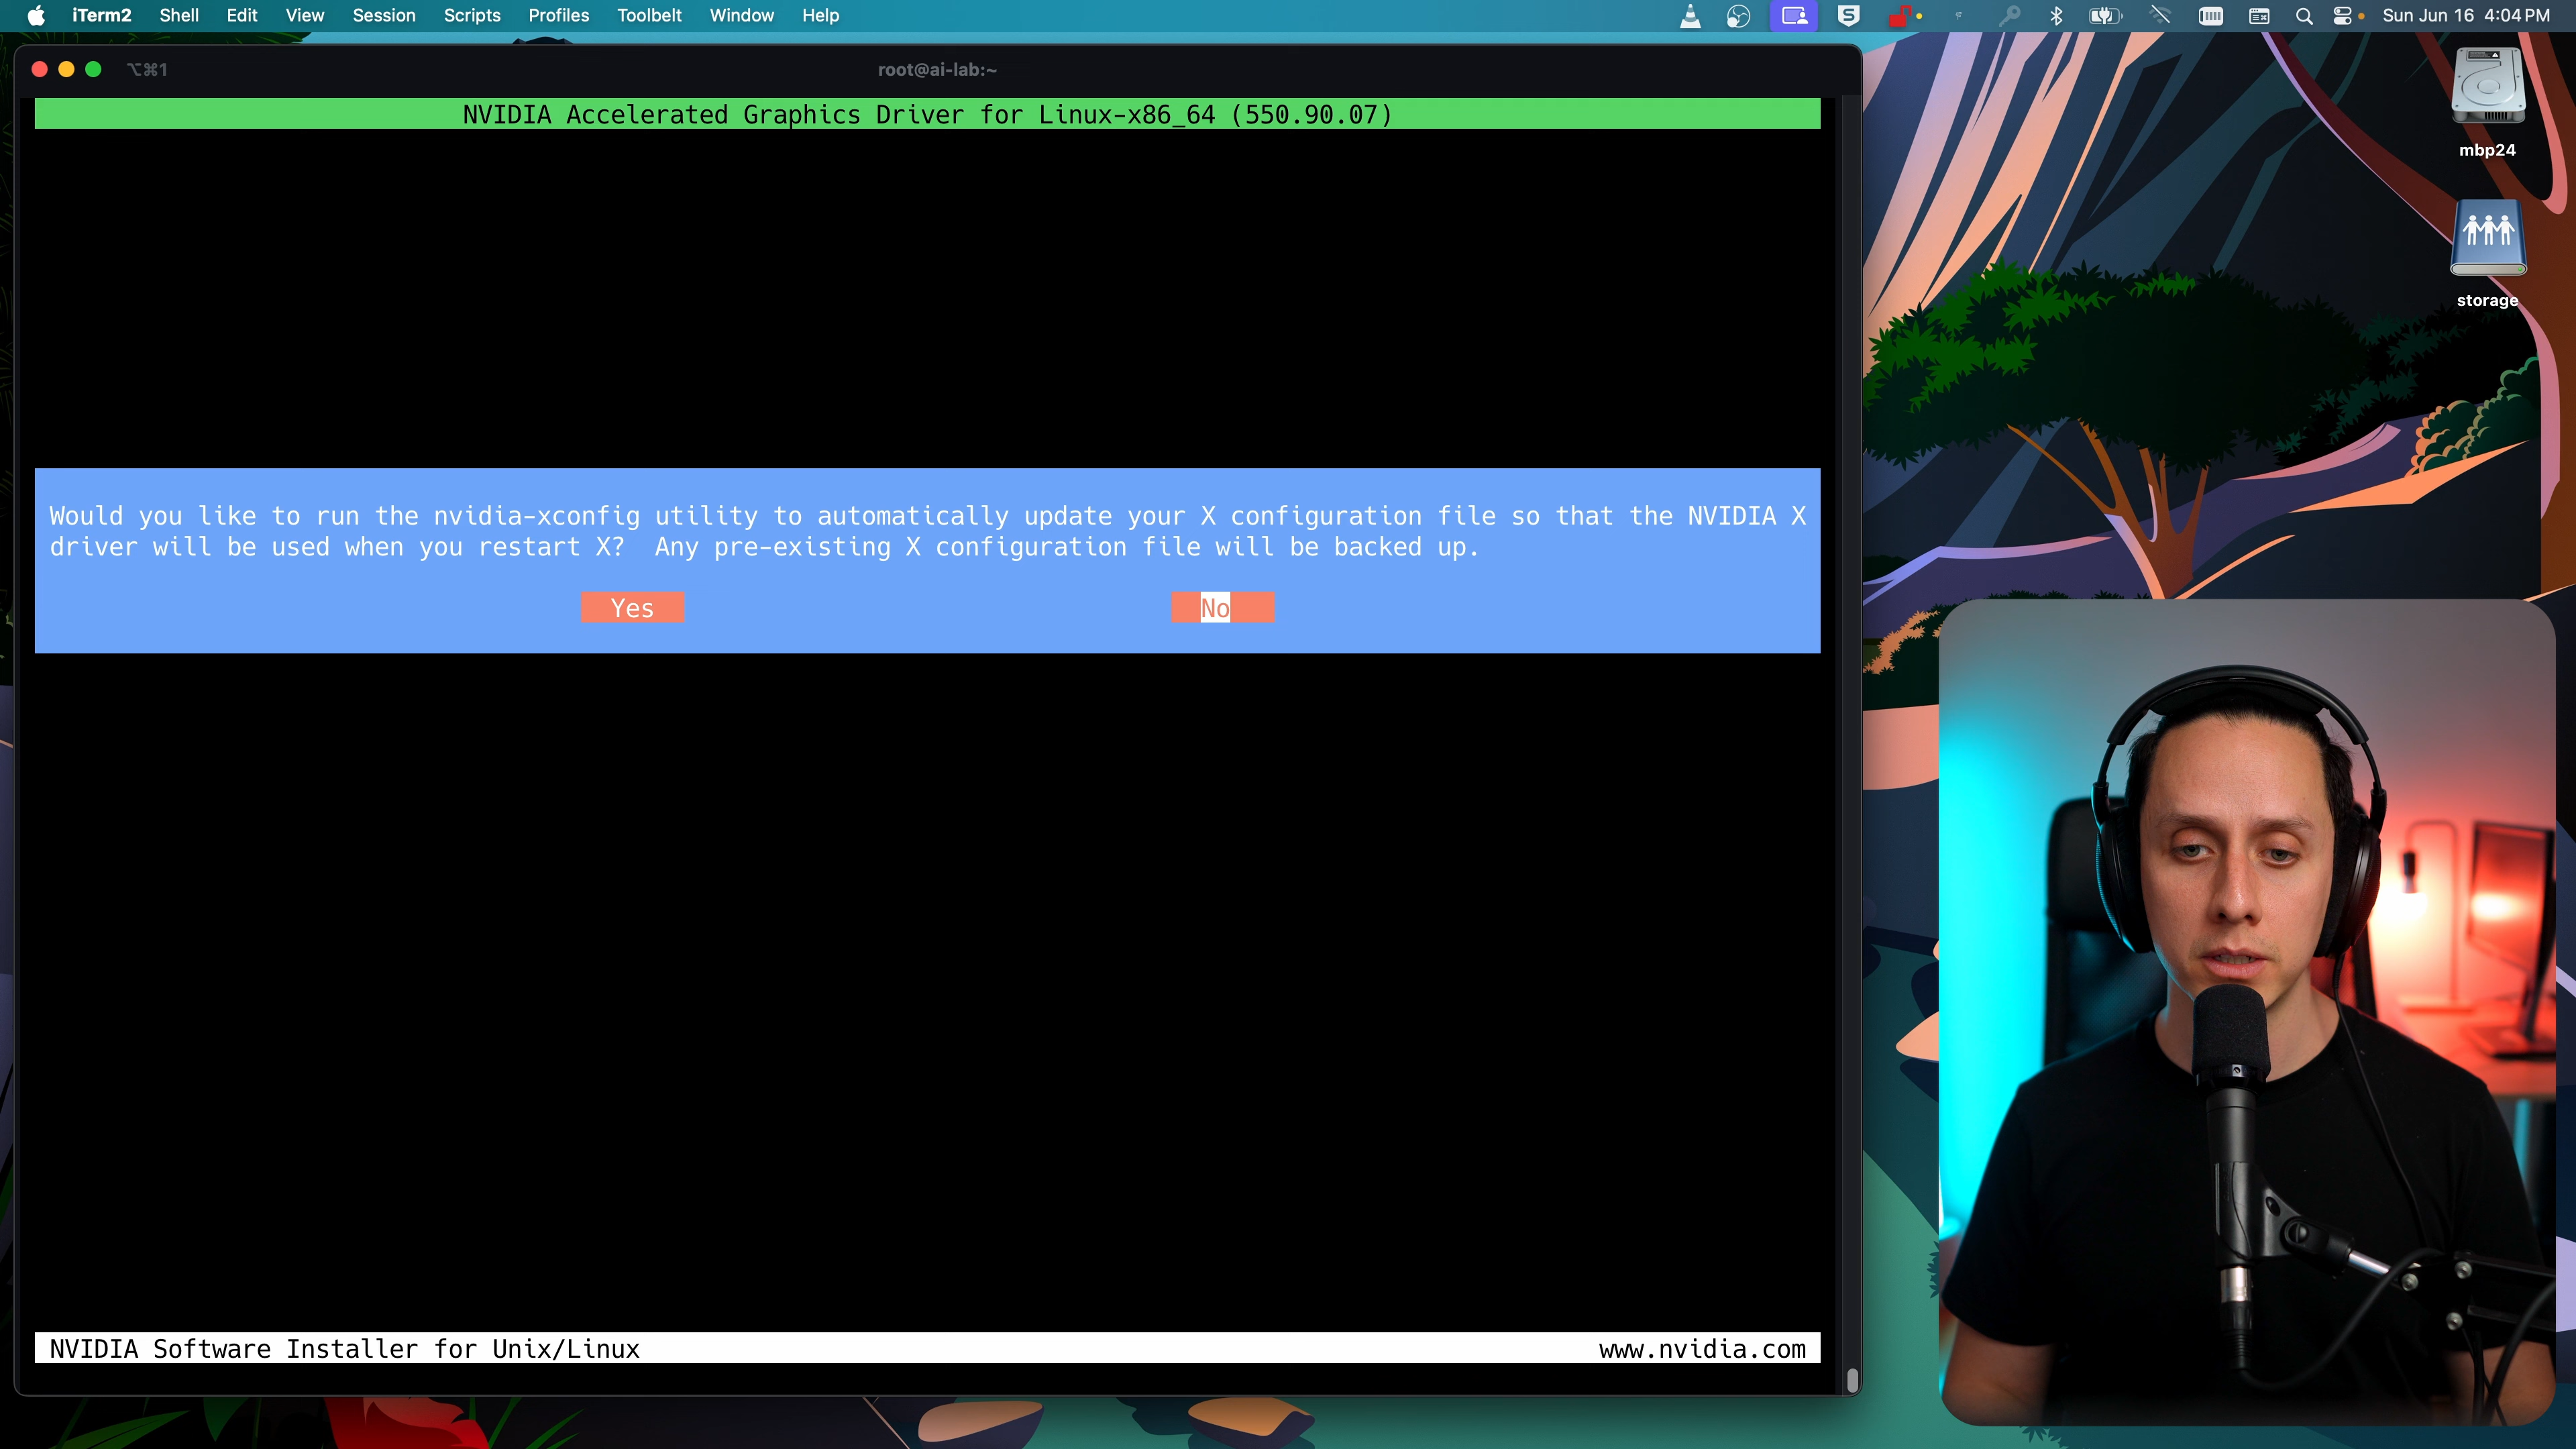 iTerm2 Shell Edit View Session Scripts Profiles Toolbelt Window Help Sun Jun 16 4:04 PM
⌥⌘1 root@ai-lab:~
NVIDIA Accelerated Graphics Driver for Linux-x86_64 (550.90.07)
mbp24
storage
Would you like to run the nvidia-xconfig utility to automatically update your X configuration file so that the NVIDIA X
driver will be used when you restart X?  Any pre-existing X configuration file will be backed up.
Yes No
NVIDIA Software Installer for Unix/Linux www.nvidia.com